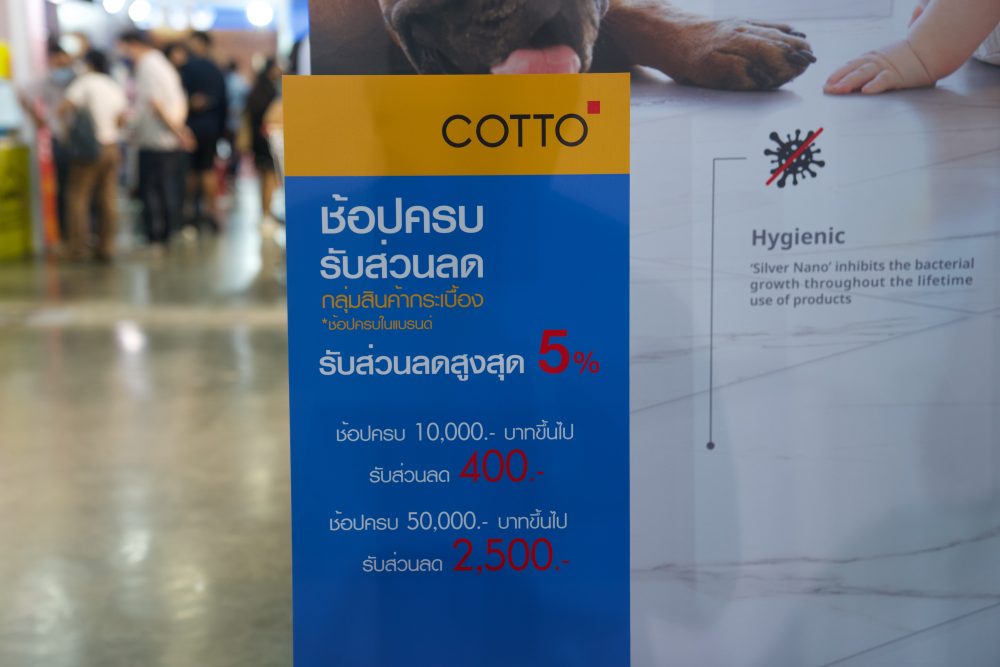 COTTO
ช้อปครบ
รับส่วนลด
กลุ่มสินค้ากระเบื้อง
*ช้อปครบในแบรนด์
รับส่วนลดสูงสุด 5%
ช้อปครบ 10,000.- บาทขึ้นไป
รับส่วนลด 400.-
ช้อปครบ 50,000.- บาทขึ้นไป
รับส่วนลด 2,500.-
Hygienic
'Silver Nano' inhibits the bacterial
growth throughout the lifetime
use of products